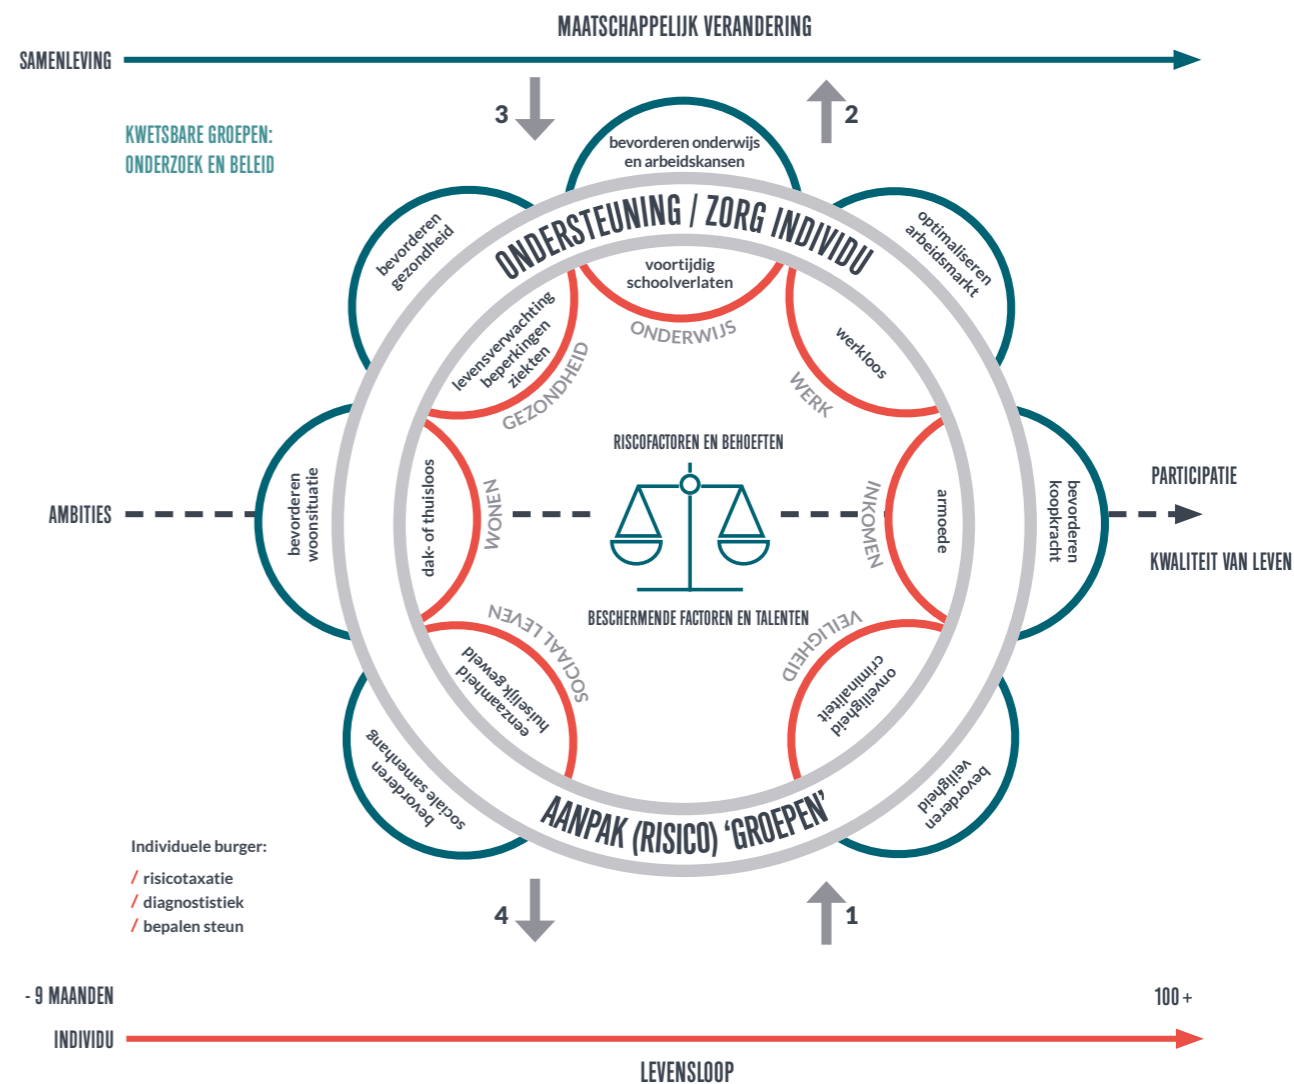 MAATSCHAPPELIJK VERANDERING
SAMENLEVING
3
2
KWETSBARE GROEPEN:
ONDERZOEK EN BELEID
bevorderen onderwijs
en arbeidskansen
bevorderen
gezondheid
optimaliseren
arbeidsmarkt
ONDERSTEUNING / ZORG INDIVIDU
voortijdig
schoolverlaten
ONDERWIJS
levensverwachting
beperkingen
ziekten
GEZONDHEID
werkloos
WERK
RISCOFACTOREN EN BEHOEFTEN
AMBITIES
bevorderen
woonsituatie
dak- of thuisloos
WONEN
INKOMEN
armoede
bevorderen
koopkracht
PARTICIPATIE
KWALITEIT VAN LEVEN
BESCHERMENDE FACTOREN EN TALENTEN
SOCIAAL LEVEN
eenzaamheid
huiselijk geweld
VEILIGHEID
onveiligheid
criminaliteit
bevorderen
sociale samenhang
bevorderen
veiligheid
AANPAK (RISICO) ‘GROEPEN’
Individuele burger:
/ risicotaxatie
/ diagnostistiek
/ bepalen steun
4
1
- 9 MAANDEN
100 +
INDIVIDU
LEVENSLOOP